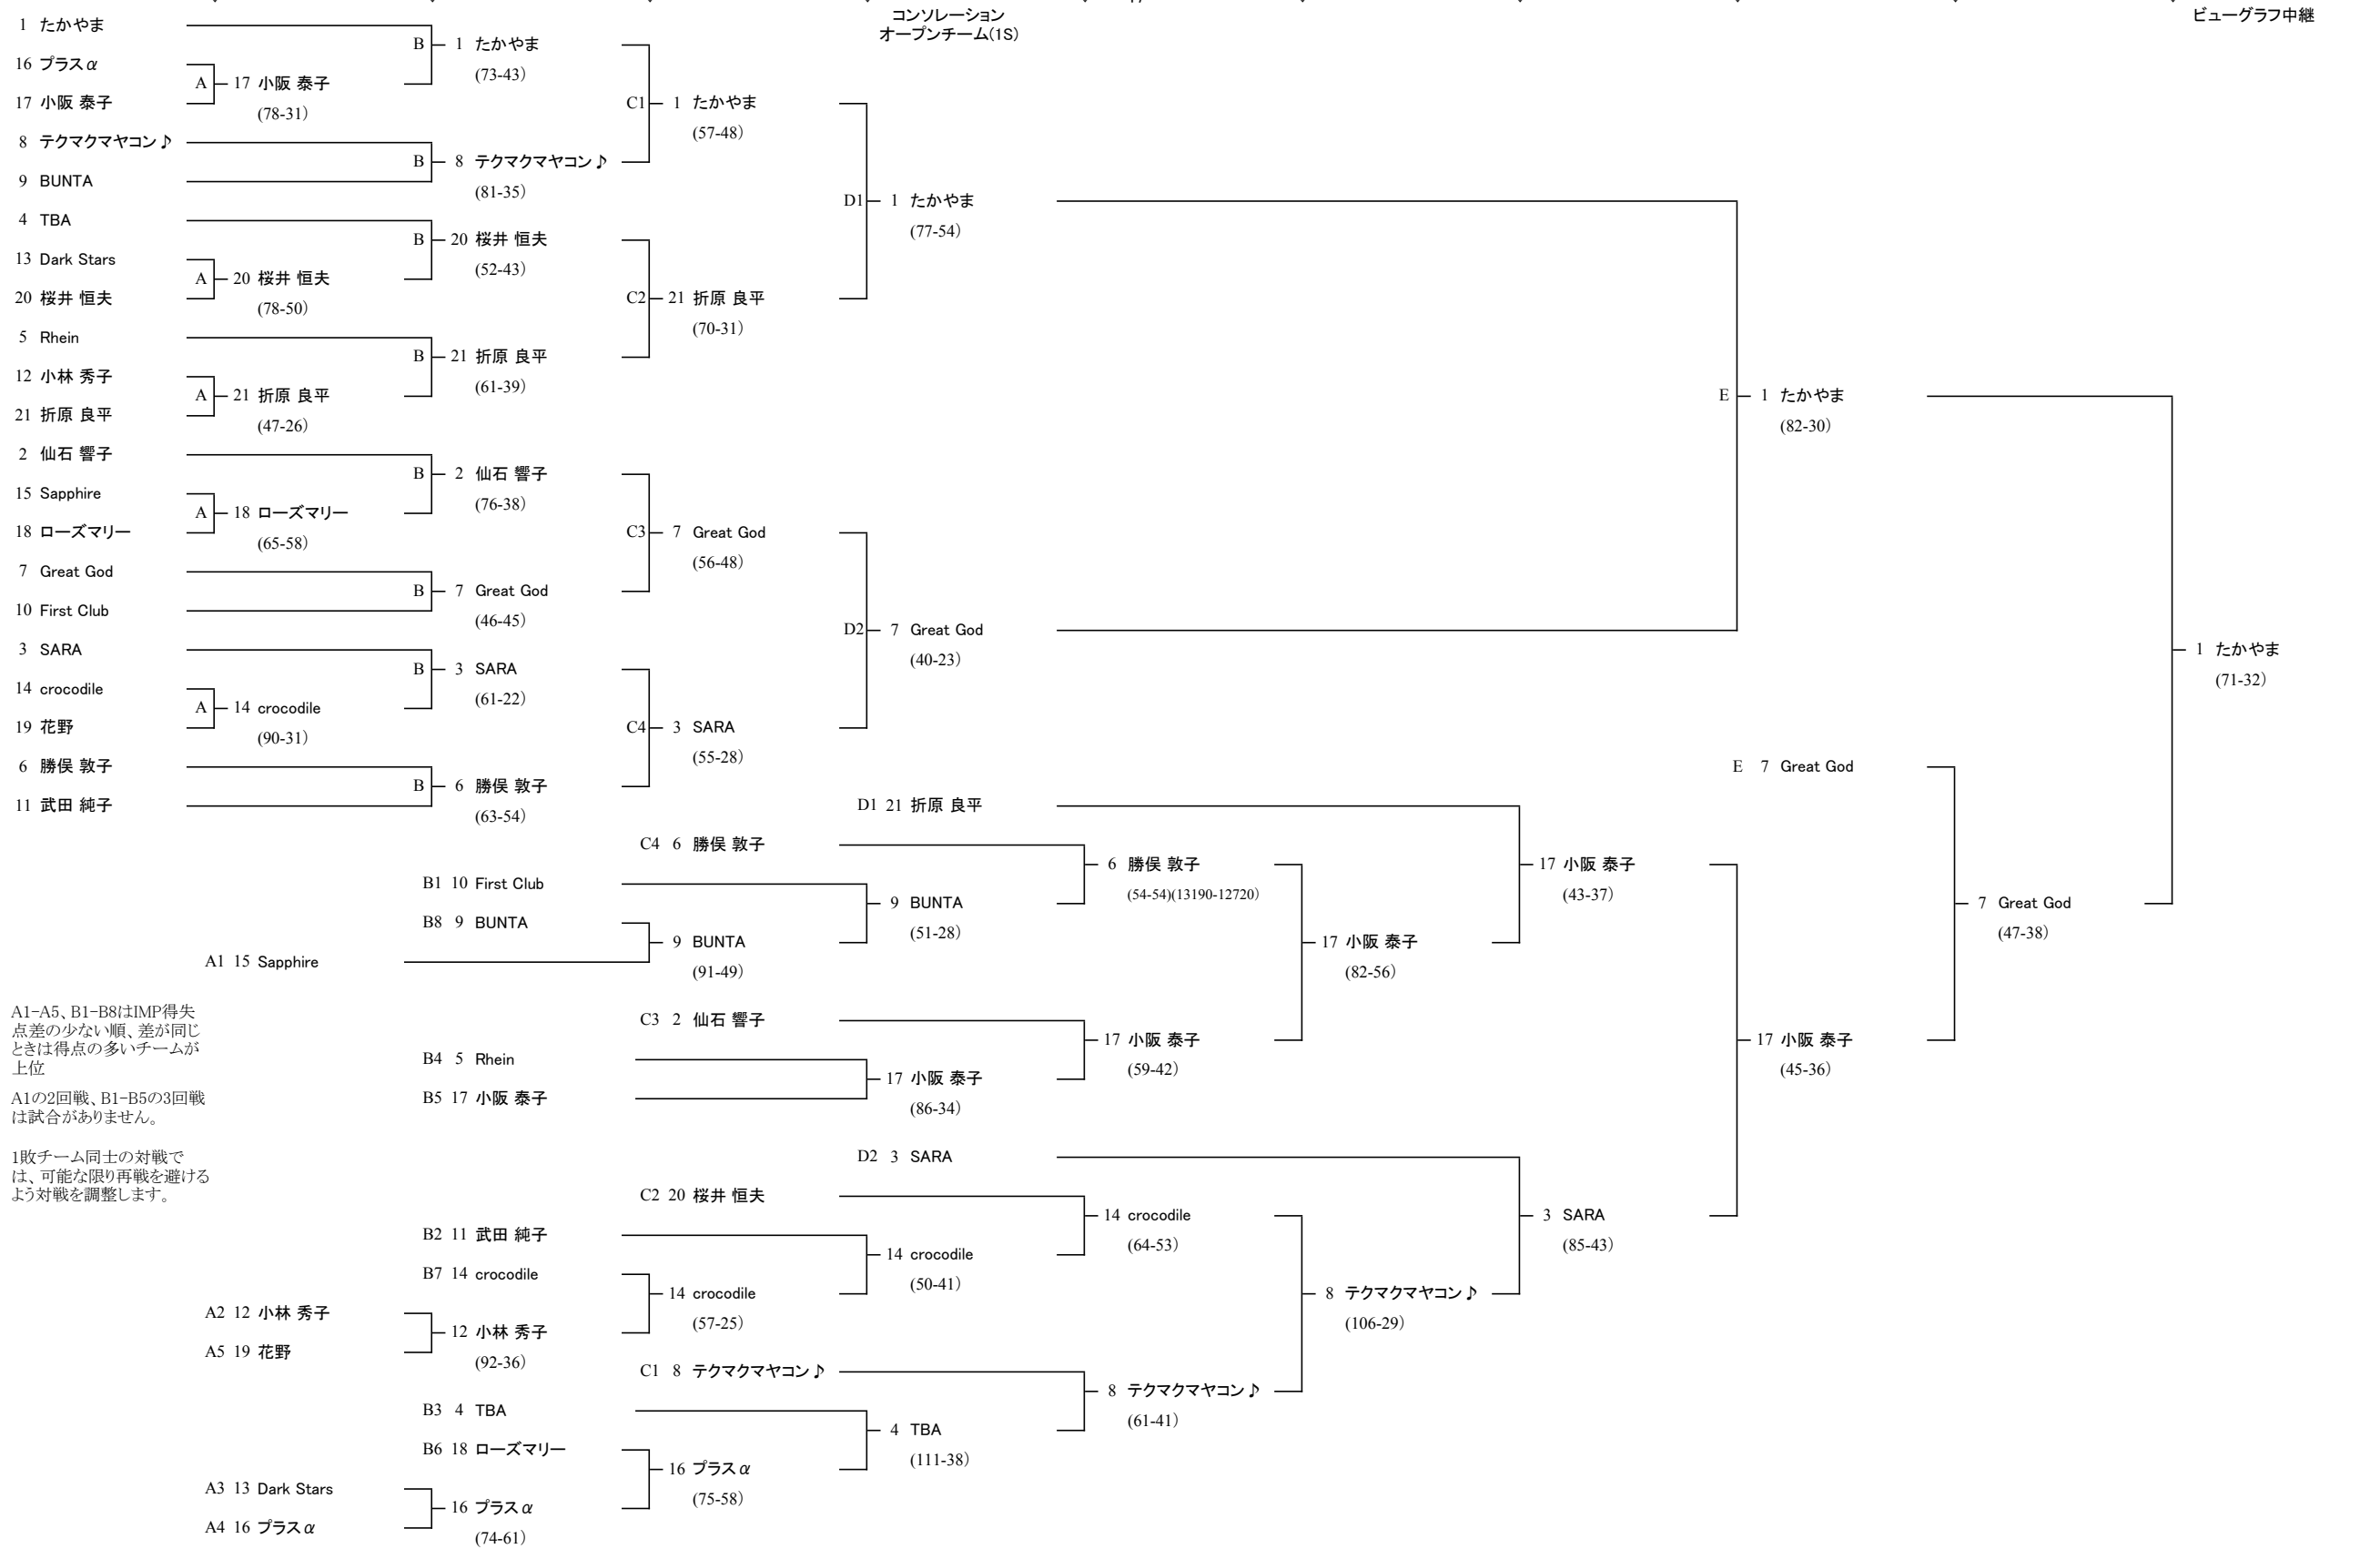 コンソレーション
オープンチーム(1S)
ビューグラフ中継
1 たかやま
16 プラスα
17 小阪 泰子
8 テクマクマヤコン♪
9 BUNTA
4 TBA
13 Dark Stars
20 桜井 恒夫
5 Rhein
12 小林 秀子
21 折原 良平
2 仙石 響子
15 Sapphire
18 ローズマリー
7 Great God
10 First Club
3 SARA
14 crocodile
19 花野
6 勝俣 敦子
11 武田 純子
A 17 小阪 泰子
(78-31)
A 20 桜井 恒夫
(78-50)
A 21 折原 良平
(47-26)
A 18 ローズマリー
(65-58)
A 14 crocodile
(90-31)
B 1 たかやま
(73-43)
B 8 テクマクマヤコン♪
(81-35)
B 20 桜井 恒夫
(52-43)
B 21 折原 良平
(61-39)
B 2 仙石 響子
(76-38)
B 7 Great God
(46-45)
B 3 SARA
(61-22)
B 6 勝俣 敦子
(63-54)
C1 1 たかやま
(57-48)
C2 21 折原 良平
(70-31)
C3 7 Great God
(56-48)
C4 3 SARA
(55-28)
D1 1 たかやま
(77-54)
D2 7 Great God
(40-23)
E 1 たかやま
(82-30)
1 たかやま
(71-32)
E 7 Great God
7 Great God
(47-38)
D1 21 折原 良平
C4 6 勝俣 敦子
B1 10 First Club
B8 9 BUNTA
A1 15 Sapphire
9 BUNTA
(91-49)
9 BUNTA
(51-28)
6 勝俣 敦子
(54-54)(13190-12720)
17 小阪 泰子
(82-56)
17 小阪 泰子
(43-37)
C3 2 仙石 響子
B4 5 Rhein
B5 17 小阪 泰子
17 小阪 泰子
(86-34)
17 小阪 泰子
(59-42)
17 小阪 泰子
(45-36)
D2 3 SARA
C2 20 桜井 恒夫
B2 11 武田 純子
B7 14 crocodile
A2 12 小林 秀子
A5 19 花野
12 小林 秀子
(92-36)
14 crocodile
(57-25)
14 crocodile
(50-41)
14 crocodile
(64-53)
8 テクマクマヤコン♪
(106-29)
3 SARA
(85-43)
C1 8 テクマクマヤコン♪
B3 4 TBA
B6 18 ローズマリー
A3 13 Dark Stars
A4 16 プラスα
16 プラスα
(74-61)
16 プラスα
(75-58)
4 TBA
(111-38)
8 テクマクマヤコン♪
(61-41)
A1-A5、B1-B8はIMP得失
点差の少ない順、差が同じ
ときは得点の多いチームが
上位
A1の2回戦、B1-B5の3回戦
は試合がありません。
1敗チーム同士の対戦で
は、可能な限り再戦を避ける
よう対戦を調整します。